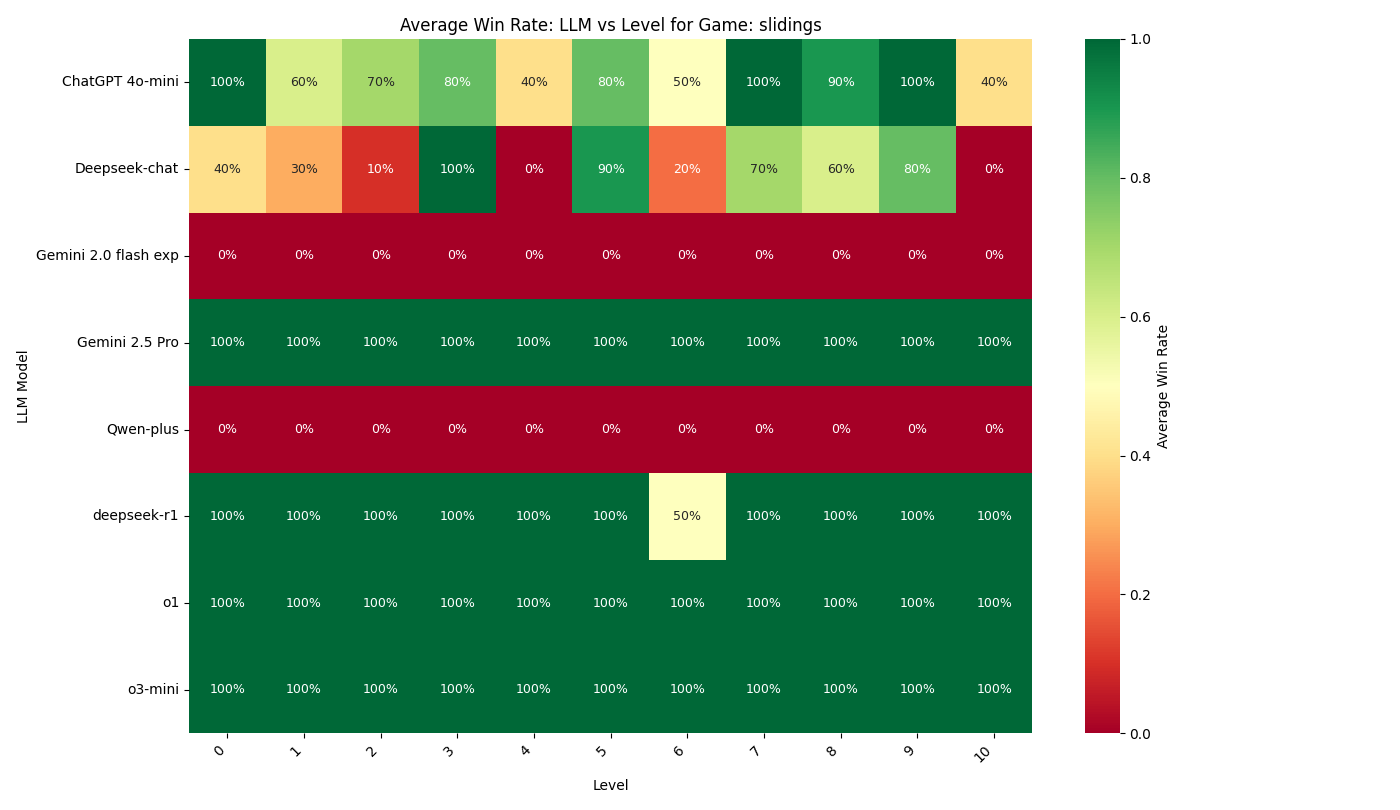 Average Win Rate: LLM vs Level for Game: slidings
LLM Model
ChatGPT 4o-mini 100% 60% 70% 80% 40% 80% 50% 100% 90% 100% 40%
Deepseek-chat 40% 30% 10% 100% 0% 90% 20% 70% 60% 80% 0%
Gemini 2.0 flash exp 0% 0% 0% 0% 0% 0% 0% 0% 0% 0% 0%
Gemini 2.5 Pro 100% 100% 100% 100% 100% 100% 100% 100% 100% 100% 100%
Qwen-plus 0% 0% 0% 0% 0% 0% 0% 0% 0% 0% 0%
deepseek-r1 100% 100% 100% 100% 100% 100% 50% 100% 100% 100% 100%
o1 100% 100% 100% 100% 100% 100% 100% 100% 100% 100% 100%
o3-mini 100% 100% 100% 100% 100% 100% 100% 100% 100% 100% 100%
0 1 2 3 4 5 6 7 8 9 10
Level
1.0
0.8
0.6
0.4
0.2
0.0
Average Win Rate